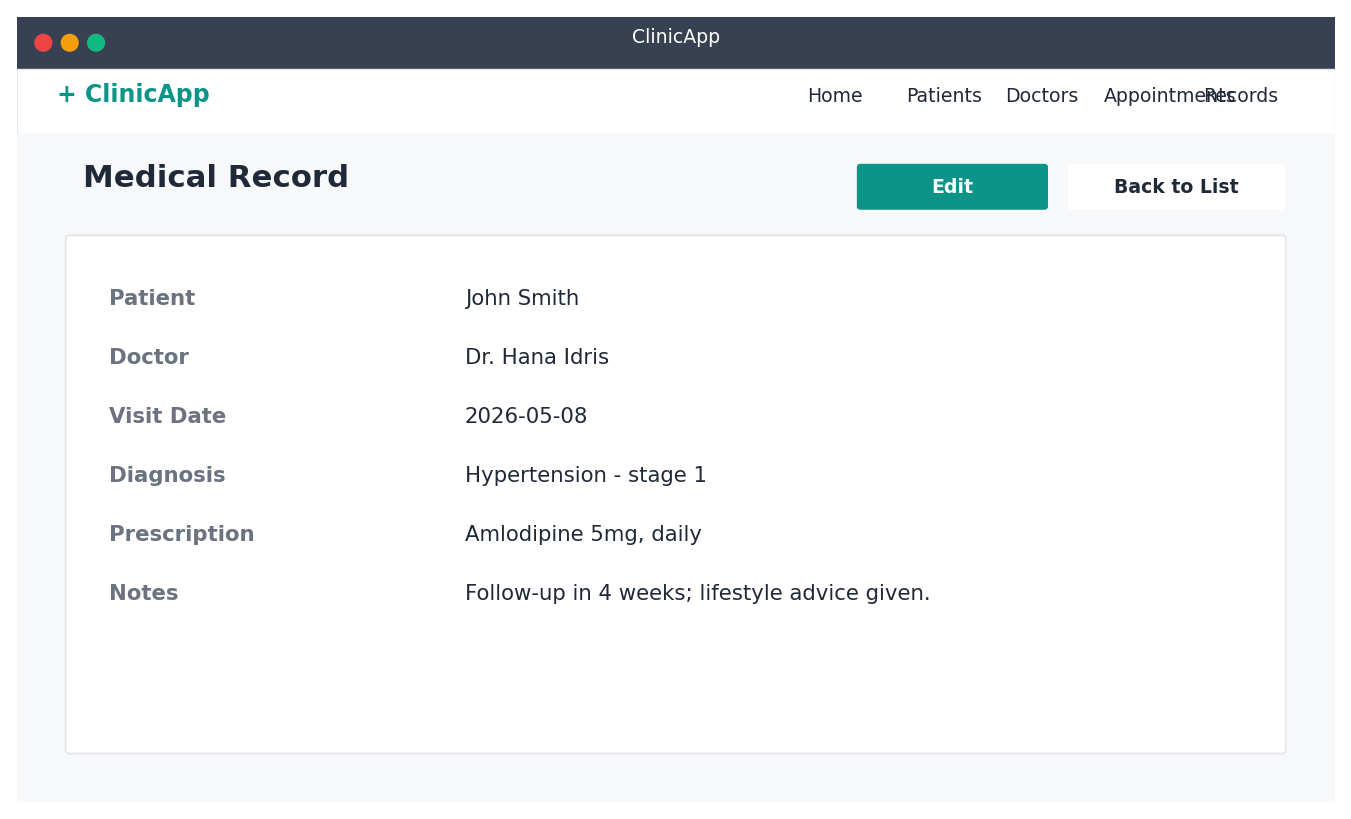 ClinicApp
+ ClinicApp
Home Patients Doctors Appointments Records
Medical Record
Edit Back to List
Patient John Smith
Doctor Dr. Hana Idris
Visit Date 2026-05-08
Diagnosis Hypertension - stage 1
Prescription Amlodipine 5mg, daily
Notes Follow-up in 4 weeks; lifestyle advice given.